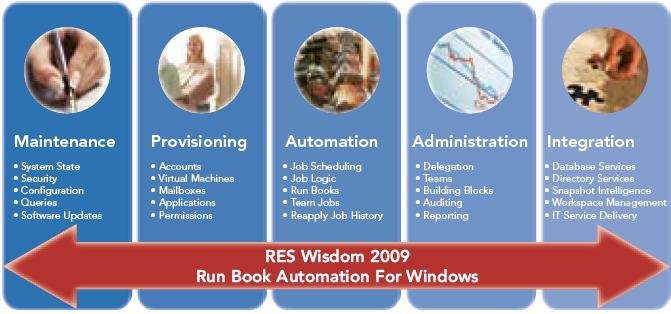 Maintenance
• System State
• Security
• Configuration
• Queries
• Software Updates
Provisioning
• Accounts
• Virtual Machines
• Mailboxes
• Applications
• Permissions
Automation
• Job Scheduling
• Job Logic
• Run Books
• Team Jobs
• Reapply Job History
Administration
• Delegation
• Teams
• Building Blocks
• Auditing
• Reporting
Integration
• Database Services
• Directory Services
• Snapshot Intelligence
• Workspace Management
• IT Service Delivery
RES Wisdom 2009
Run Book Automation For Windows